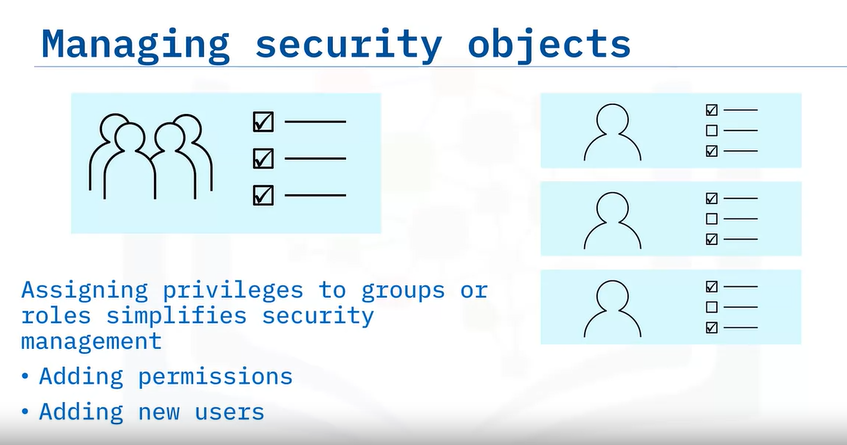 Managing security objects
Assigning privileges to groups or
roles simplifies security
management
• Adding permissions
• Adding new users